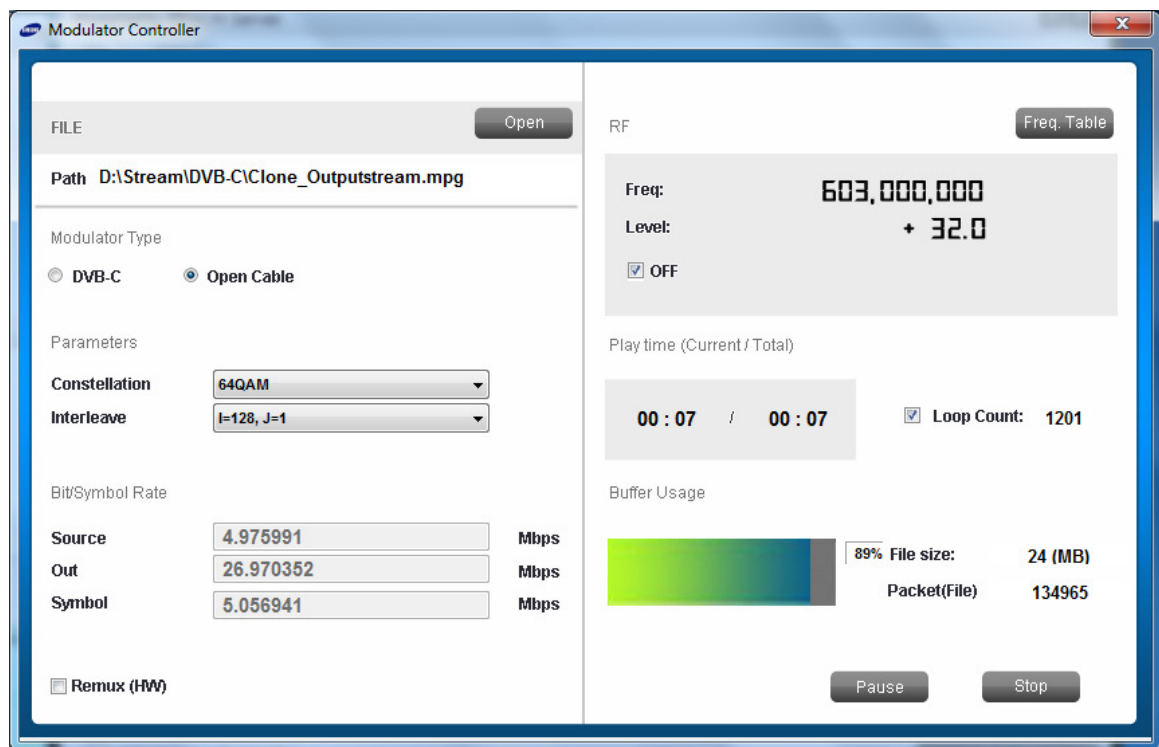 Modulator Controller
FILE
Open
Path D:\Stream\DVB-C\Clone_Outputstream.mpg
Modulator Type
DVB-C
Open Cable
Parameters
Constellation 64QAM
Interleave I=128, J=1
Bit/Symbol Rate
Source 4.975991 Mbps
Out 26.970352 Mbps
Symbol 5.056941 Mbps
Remux (HW)
RF
Freq. Table
Freq: 603,000,000
Level: + 32.0
OFF
Play time (Current / Total)
00 : 07 / 00 : 07
Loop Count: 1201
Buffer Usage
89% File size: 24 (MB)
Packet(File) 134965
Pause
Stop